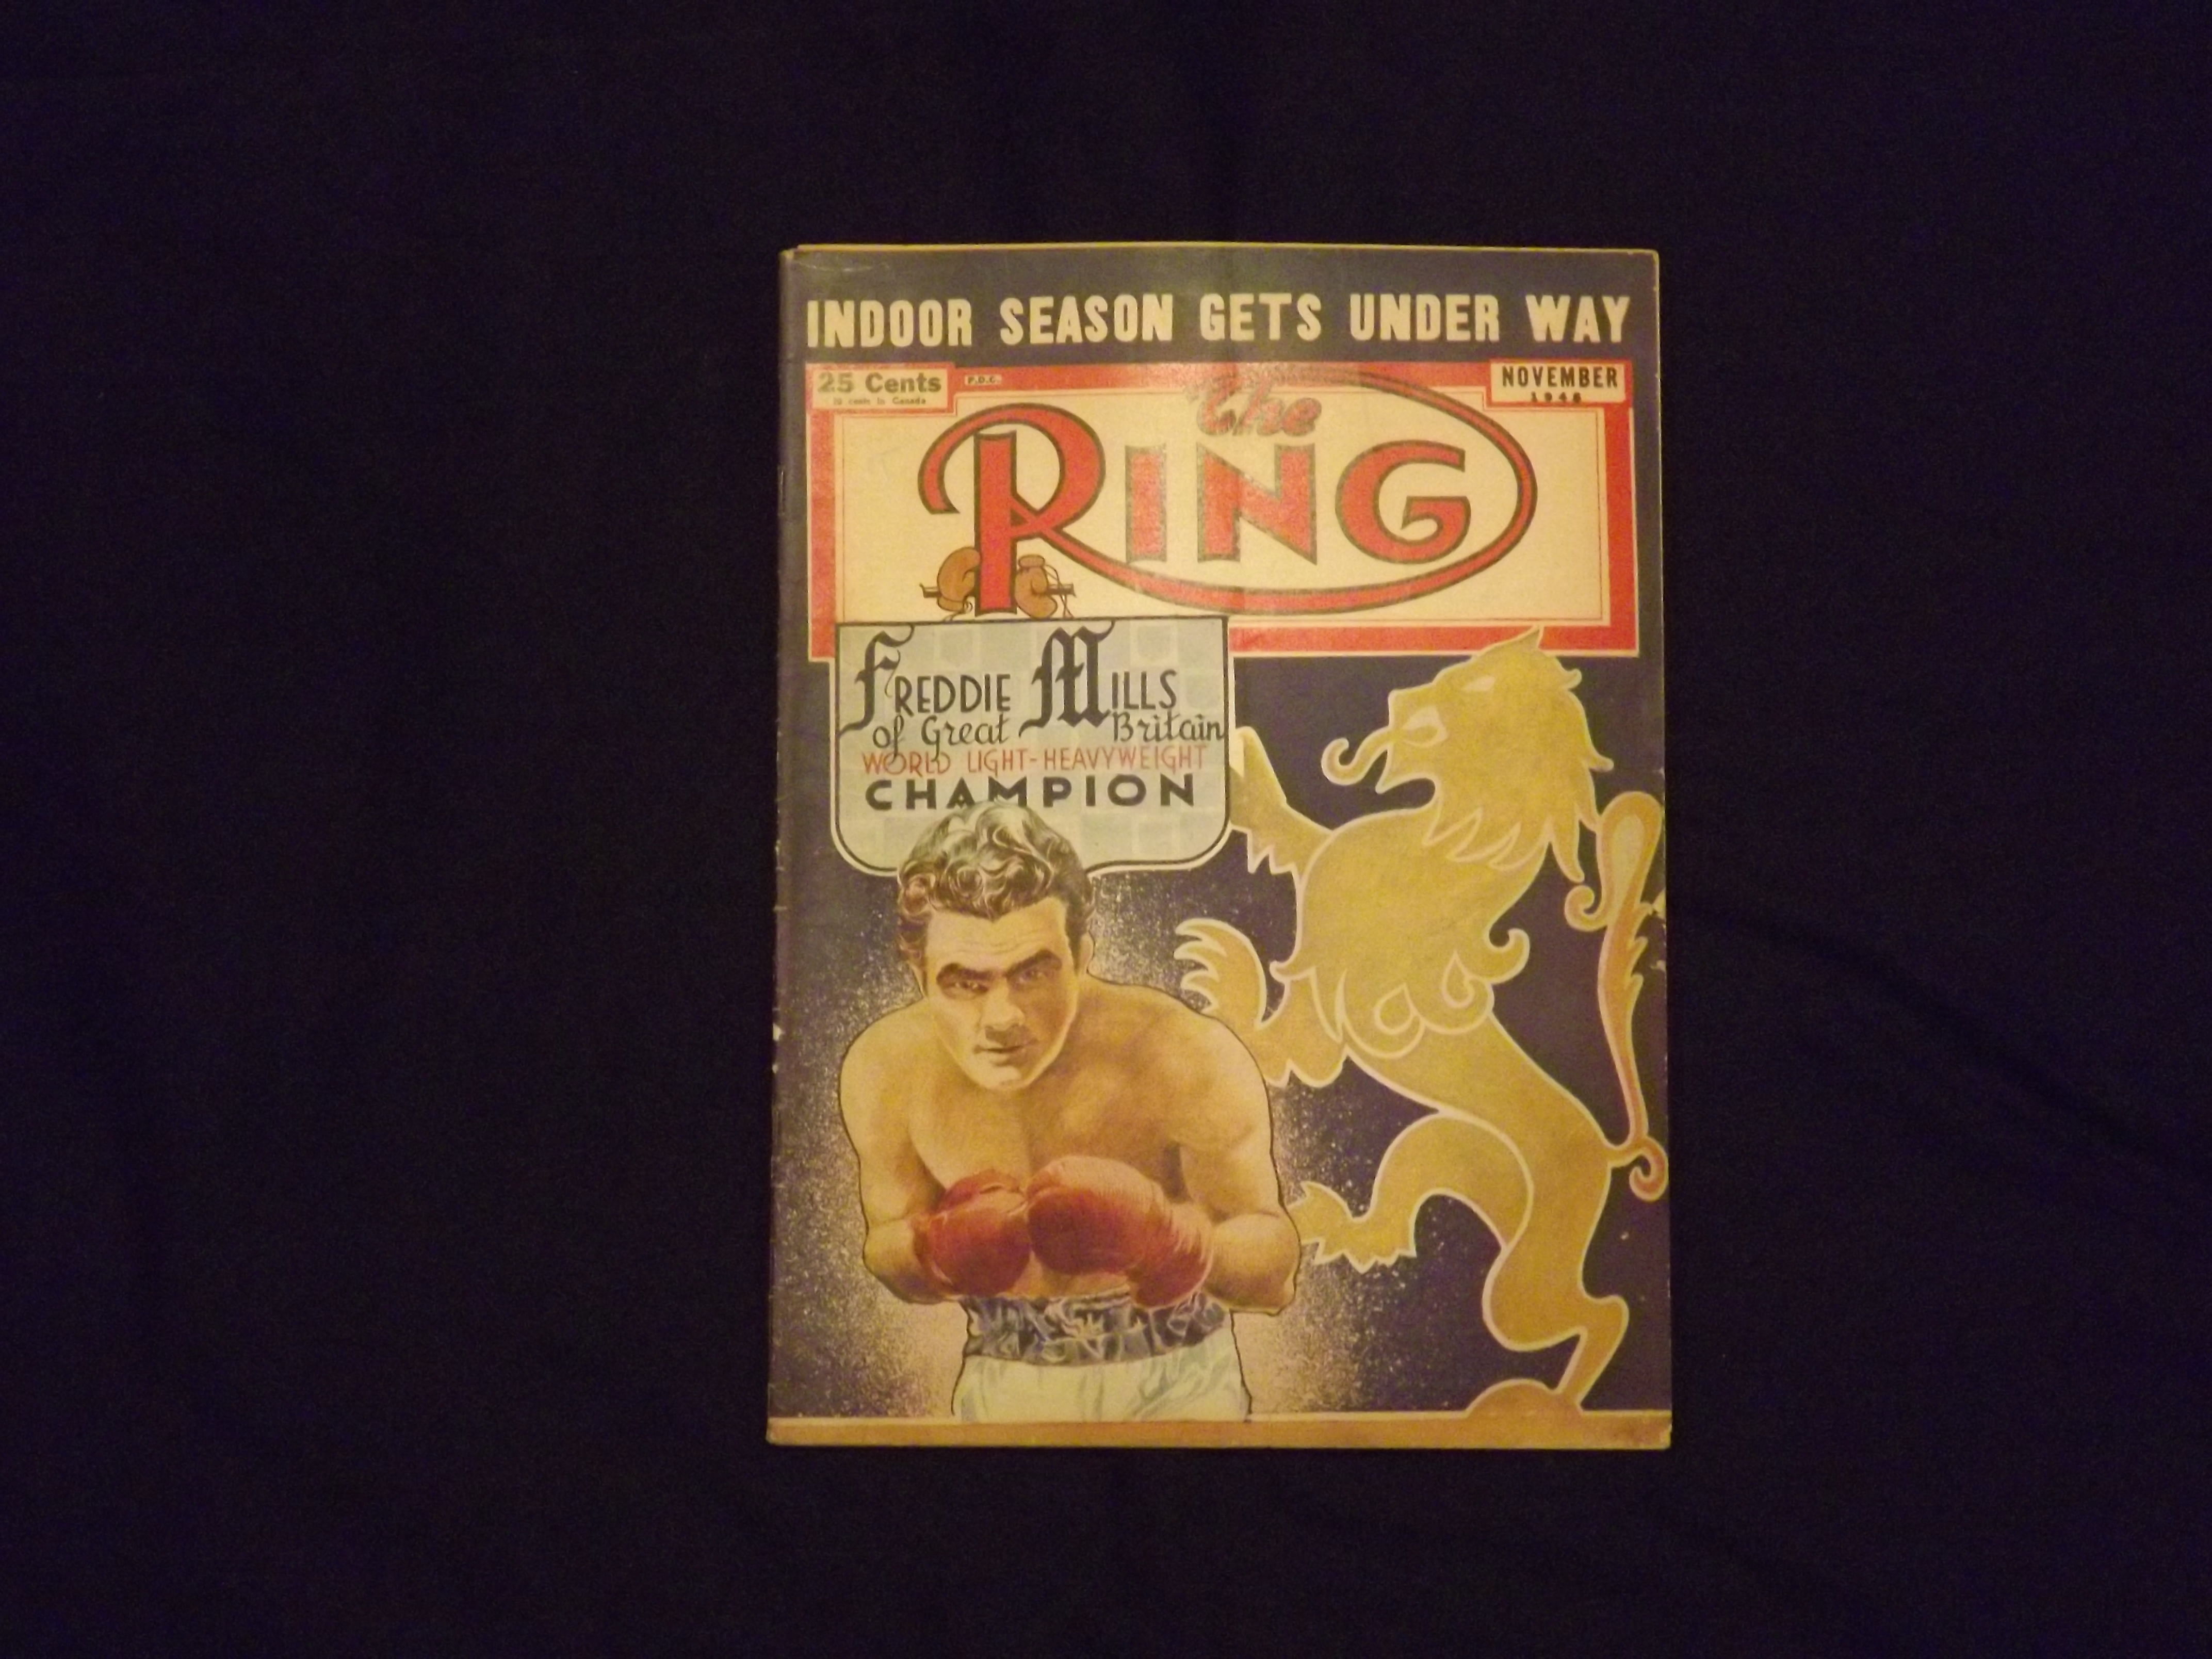 INDOOR SEASON GETS UNDER WAY
25 Cents
P.D.C.
NOVEMBER
The
RING
FREDDIE MILLS
of Great Britain
WORLD LIGHT-HEAVYWEIGHT
CHAMPION